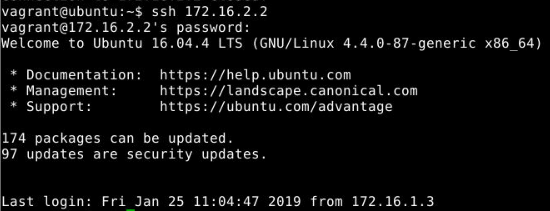 vagrant@ubuntu:~$ ssh 172.16.2.2
vagrant@172.16.2.2's password:
Welcome to Ubuntu 16.04.4 LTS (GNU/Linux 4.4.0-87-generic x86_64)
* Documentation:  https://help.ubuntu.com
* Management:     https://landscape.canonical.com
* Support:        https://ubuntu.com/advantage
174 packages can be updated.
97 updates are security updates.
Last login: Fri Jan 25 11:04:47 2019 from 172.16.1.3